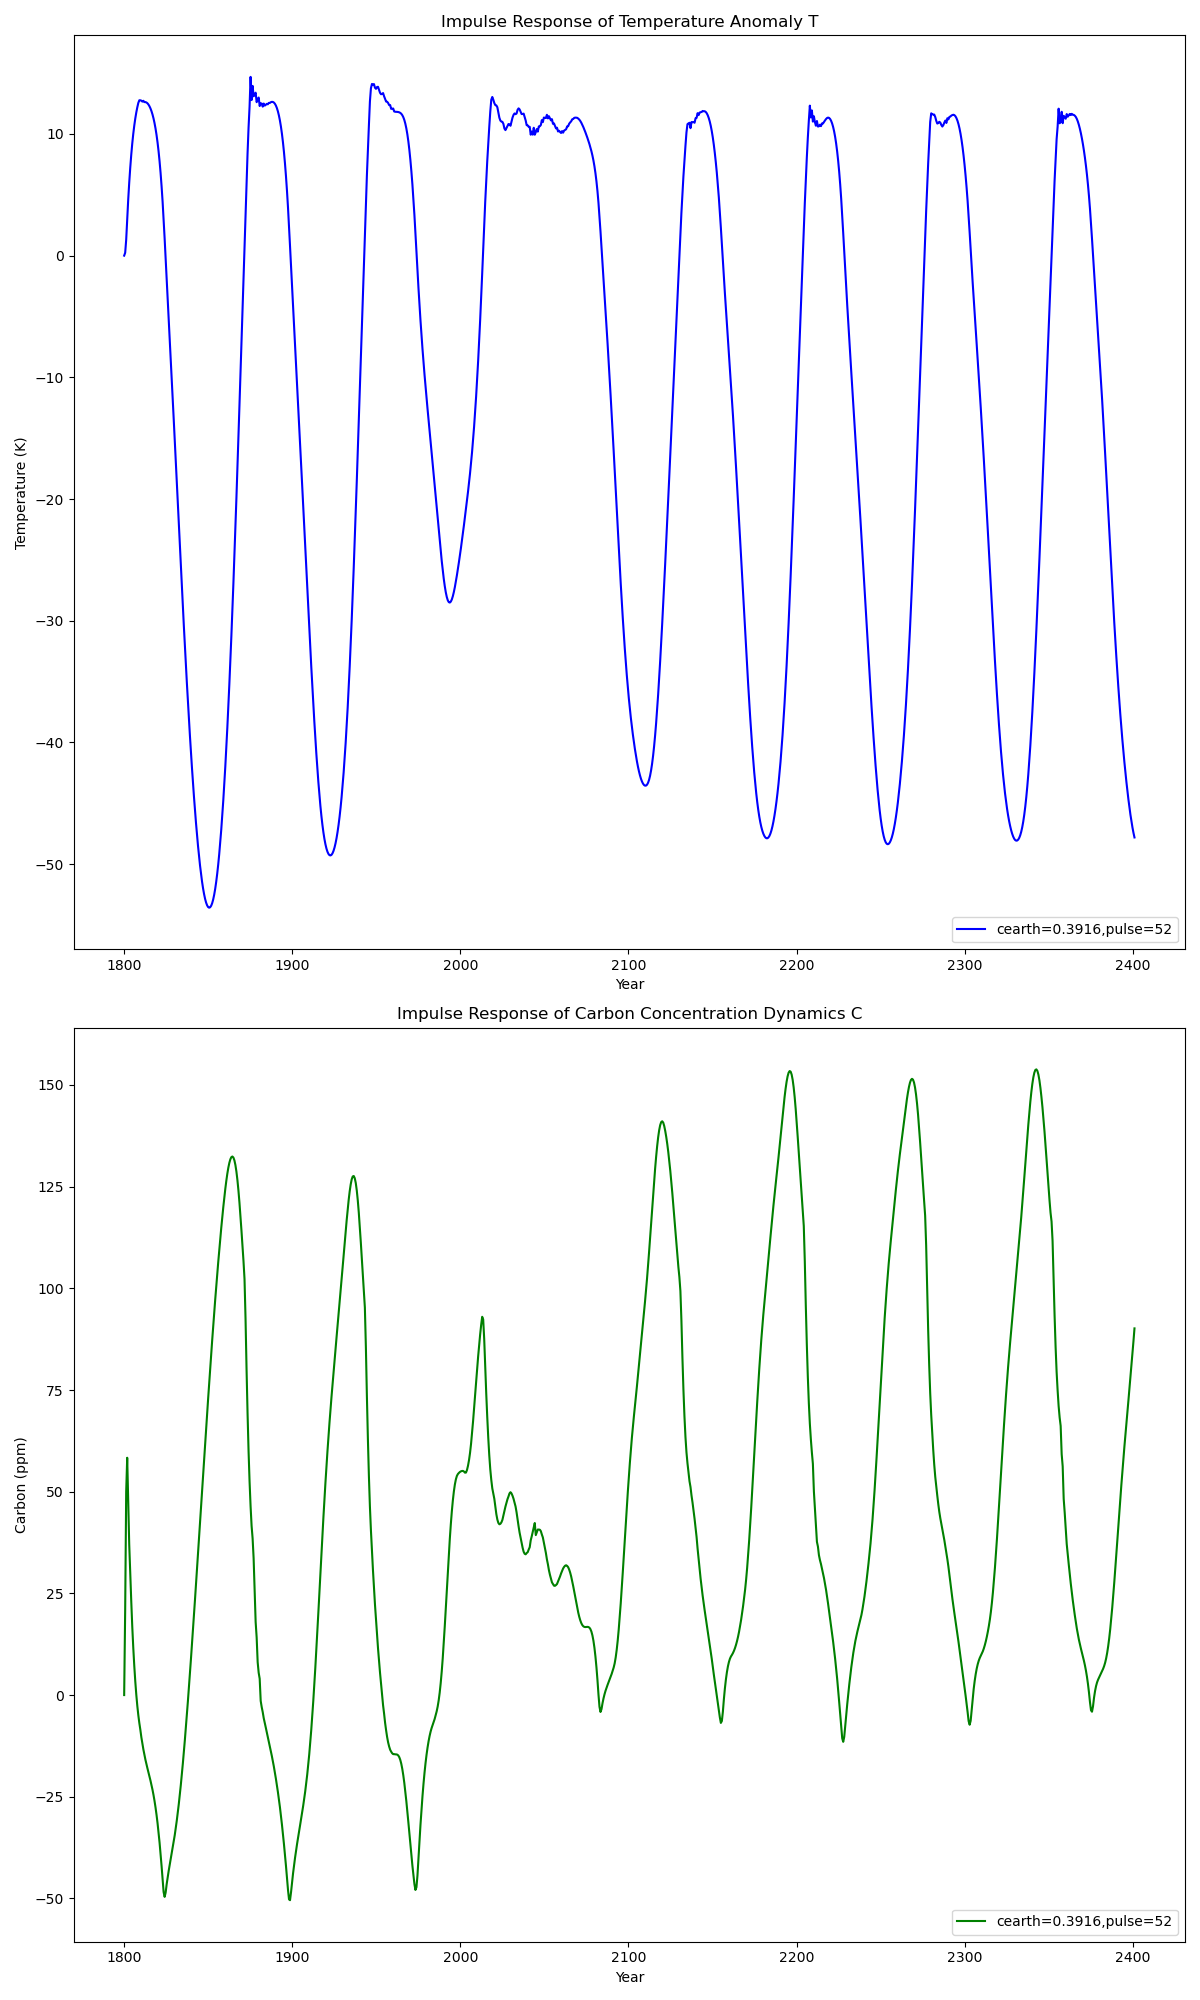 Impulse Response of Temperature Anomaly T
10
0
−10
−20
−30
−40
−50
Temperature (K)
cearth=0.3916,pulse=52
1800 1900 2000 2100 2200 2300 2400
Year
Impulse Response of Carbon Concentration Dynamics C
150
125
100
75
50
25
0
−25
−50
Carbon (ppm)
cearth=0.3916,pulse=52
1800 1900 2000 2100 2200 2300 2400
Year